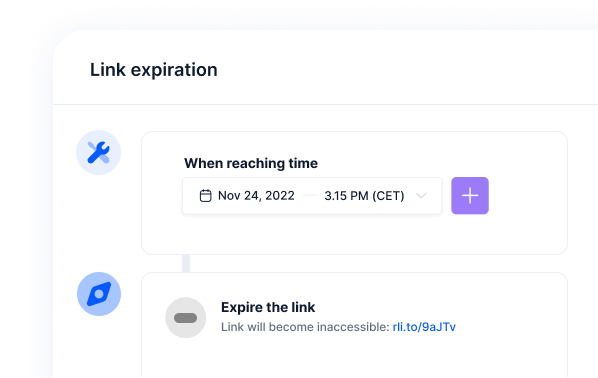 Link expiration
When reaching time
Nov 24, 2022 — 3.15 PM (CET)
Expire the link
Link will become inaccessible: rli.to/9aJTv